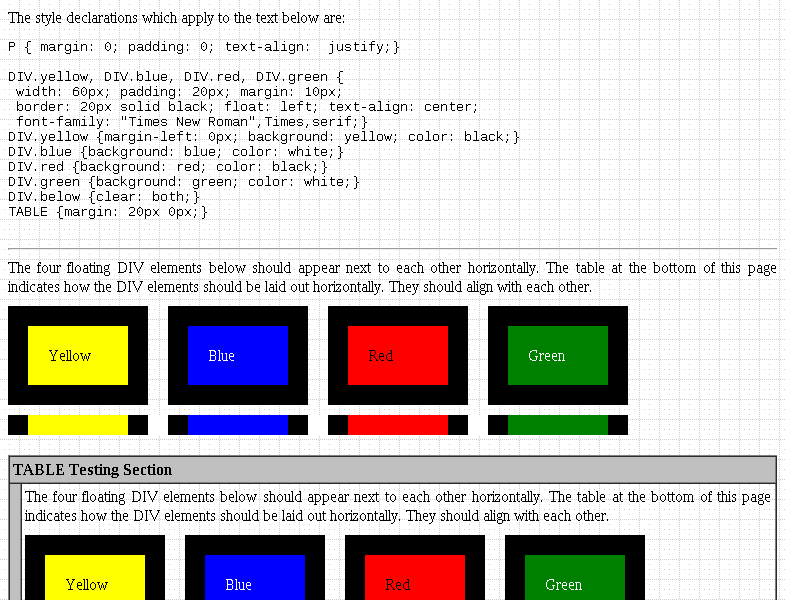 The style declarations which apply to the text below are:
P { margin: 0; padding: 0; text-align:  justify;}
DIV.yellow, DIV.blue, DIV.red, DIV.green {
 width: 60px; padding: 20px; margin: 10px;
 border: 20px solid black; float: left; text-align: center;
 font-family: "Times New Roman",Times,serif;}
DIV.yellow {margin-left: 0px; background: yellow; color: black;}
DIV.blue {background: blue; color: white;}
DIV.red {background: red; color: black;}
DIV.green {background: green; color: white;}
DIV.below {clear: both;}
TABLE {margin: 20px 0px;}
The four floating DIV elements below should appear next to each other horizontally. The table at the bottom of this page
indicates how the DIV elements should be laid out horizontally. They should align with each other.
Yellow Blue Red Green
TABLE Testing Section
The four floating DIV elements below should appear next to each other horizontally. The table at the bottom of this page
indicates how the DIV elements should be laid out horizontally. They should align with each other.
Yellow Blue Red Green